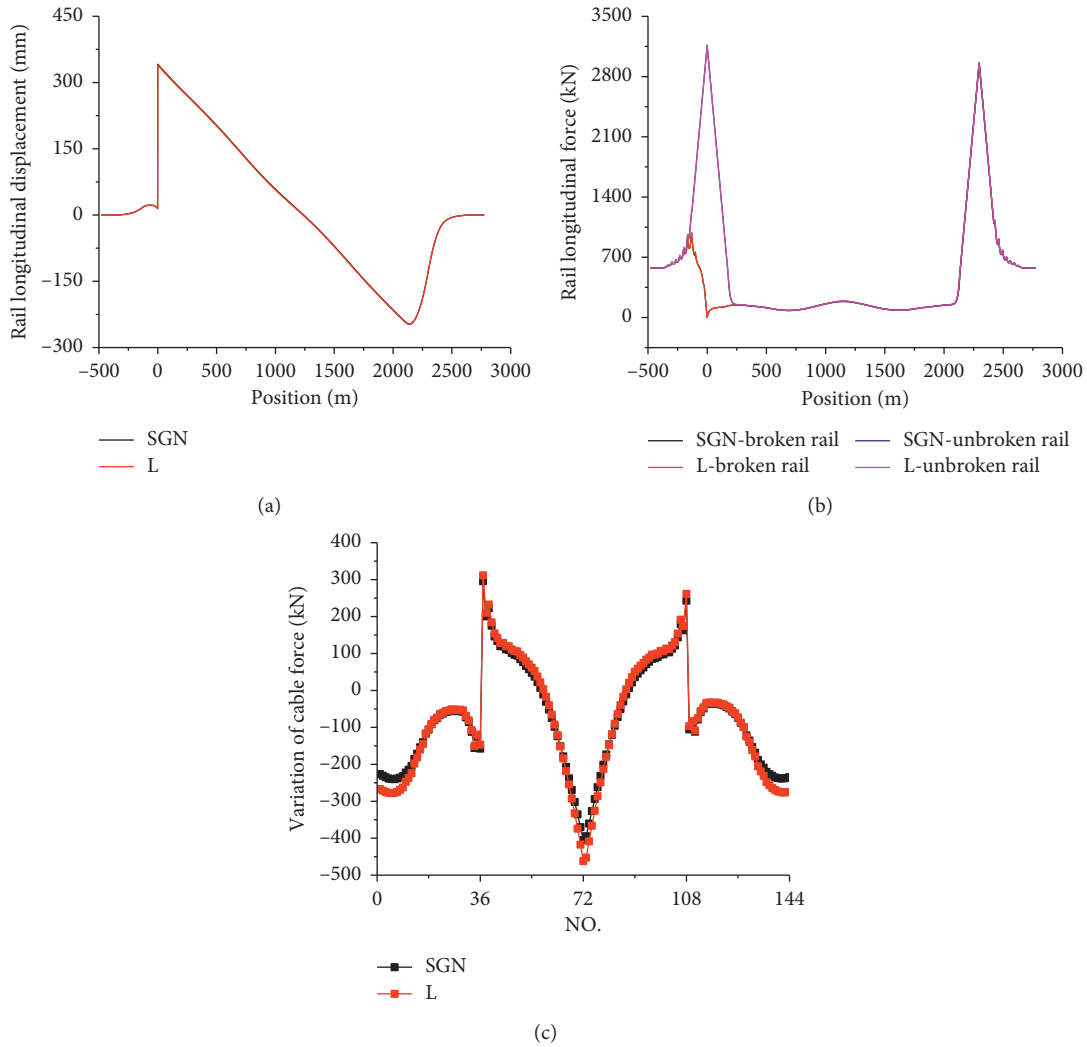 450
300
150
0
−150
−300
Rail longitudinal displacement (mm)
−500
0
500
1000
1500
2000
2500
3000
Position (m)
SGN
L
(a)
3500
2800
2100
1400
700
0
Rail longitudinal force (kN)
−500
0
500
1000
1500
2000
2500
3000
Position (m)
SGN-broken rail
SGN-unbroken rail
L-broken rail
L-unbroken rail
(b)
400
300
200
100
0
−100
−200
−300
−400
−500
Variation of cable force (kN)
0
36
72
108
144
NO.
SGN
L
(c)